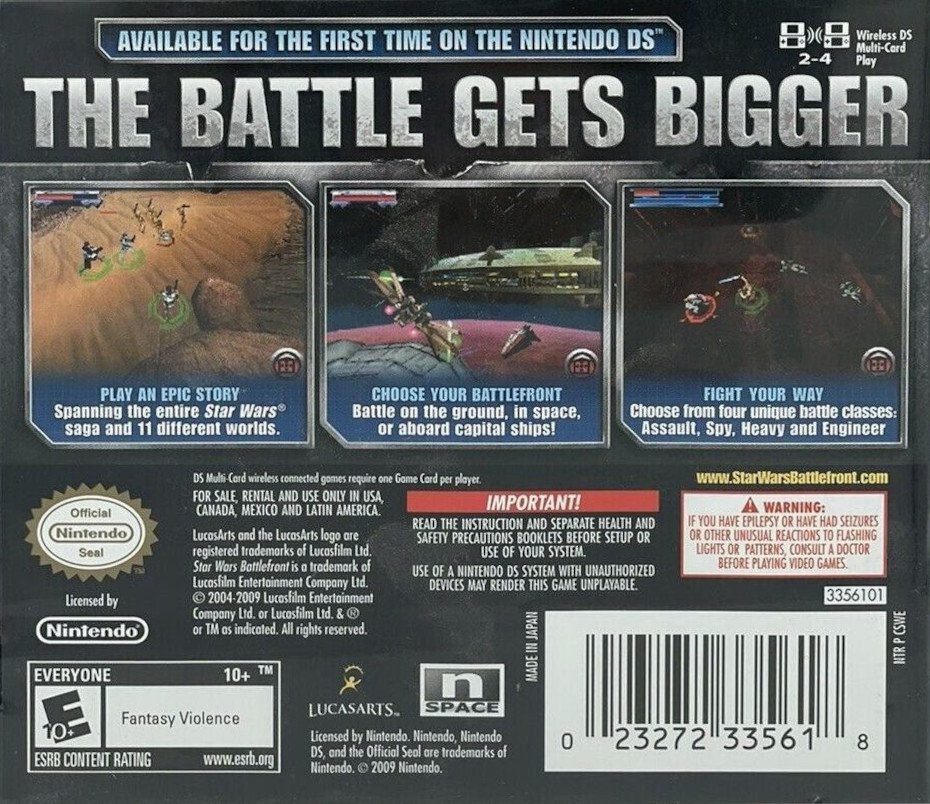 AVAILABLE FOR THE FIRST TIME ON THE NINTENDO DS™
2-4
Wireless DS
Multi-Card
Play
THE BATTLE GETS BIGGER
PLAY AN EPIC STORY
Spanning the entire Star Wars®
saga and 11 different worlds.
CHOOSE YOUR BATTLEFRONT
Battle on the ground, in space,
or aboard capital ships!
FIGHT YOUR WAY
Choose from four unique battle classes:
Assault, Spy, Heavy and Engineer
Official
Nintendo
Seal
Licensed by
Nintendo®
DS Multi-Card wireless connected games require one Game Card per player.
FOR SALE, RENTAL AND USE ONLY IN USA,
CANADA, MEXICO AND LATIN AMERICA.
LucasArts and the LucasArts logo are
registered trademarks of Lucasfilm Ltd.
Star Wars Battlefront is a trademark of
Lucasfilm Entertainment Company Ltd.
© 2004-2009 Lucasfilm Entertainment
Company Ltd. or Lucasfilm Ltd. & ®
or TM as indicated. All rights reserved.
IMPORTANT!
READ THE INSTRUCTION AND SEPARATE HEALTH AND
SAFETY PRECAUTIONS BOOKLETS BEFORE SETUP OR
USE OF YOUR SYSTEM.
USE OF A NINTENDO DS SYSTEM WITH UNAUTHORIZED
DEVICES MAY RENDER THIS GAME UNPLAYABLE.
www.StarWarsBattlefront.com
WARNING:
IF YOU HAVE EPILEPSY OR HAVE HAD SEIZURES
OR OTHER UNUSUAL REACTIONS TO FLASHING
LIGHTS OR PATTERNS, CONSULT A DOCTOR
BEFORE PLAYING VIDEO GAMES.
3356101
EVERYONE 10+ ™
E
10+
Fantasy Violence
ESRB CONTENT RATING www.esrb.org
LUCASARTS™
n
SPACE
Licensed by Nintendo. Nintendo, Nintendo
DS, and the Official Seal are trademarks of
Nintendo. © 2009 Nintendo.
MADE IN JAPAN
0 23272 33561 8
NTR P CSWE